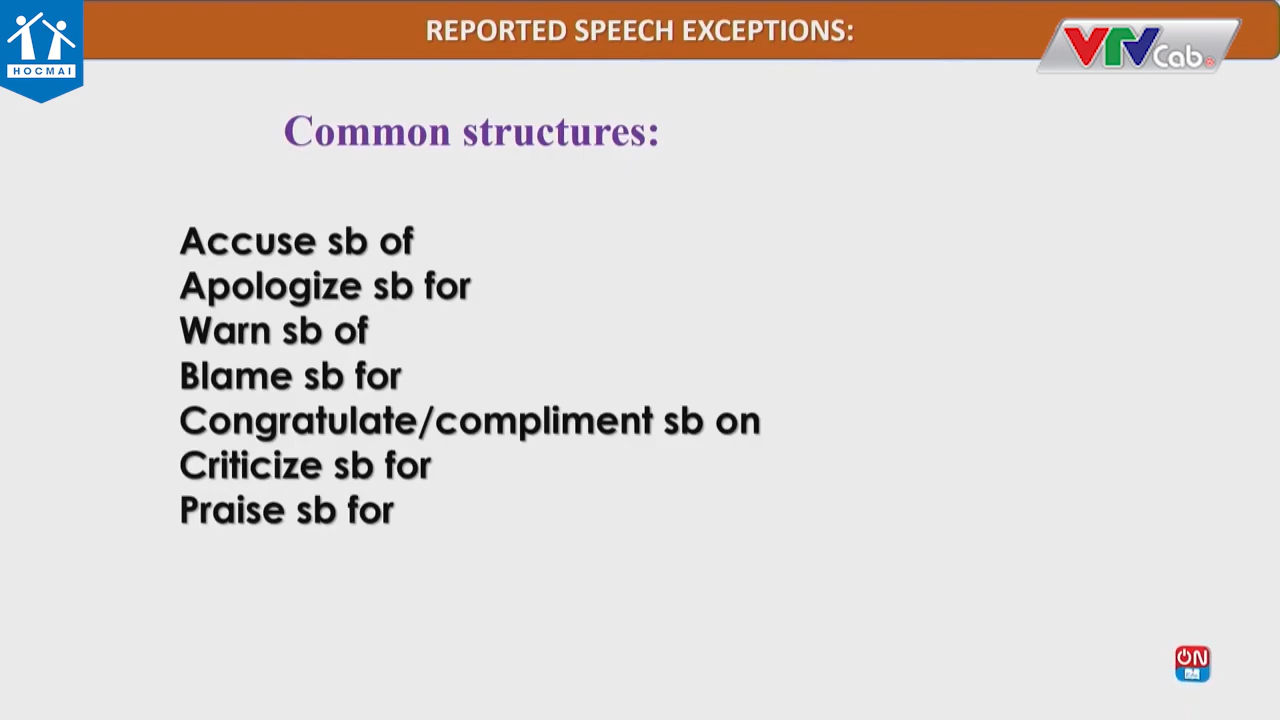 REPORTED SPEECH EXCEPTIONS:
HOCMAI
VTVCab
Common structures:
Accuse sb of
Apologize sb for
Warn sb of
Blame sb for
Congratulate/compliment sb on
Criticize sb for
Praise sb for
ON